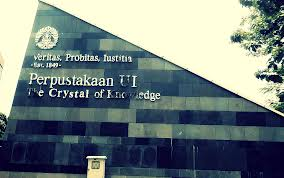 Veritas, Probitas, Iustitia
- Est. 1849 -
Perpustakaan UI
The Crystal of Knowledge